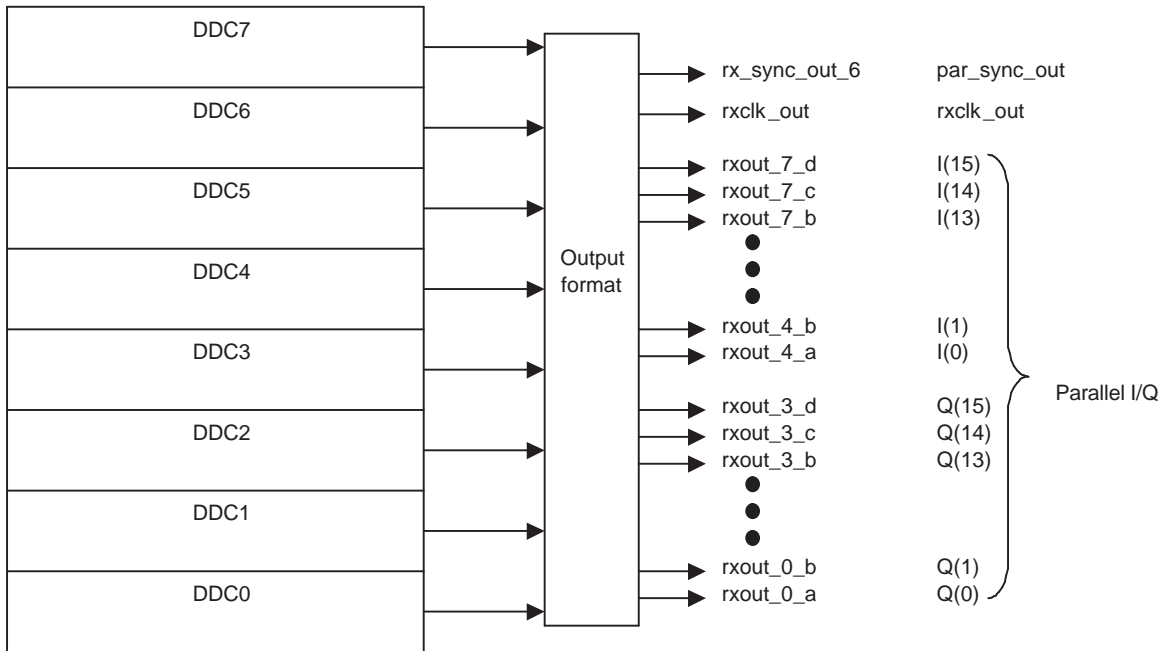 DDC7
DDC6
DDC5
DDC4
DDC3
DDC2
DDC1
DDC0
Output
format
rx_sync_out_6 par_sync_out
rxclk_out rxclk_out
rxout_7_d I(15)
rxout_7_c I(14)
rxout_7_b I(13)
rxout_4_b I(1)
rxout_4_a I(0)
rxout_3_d Q(15)
rxout_3_c Q(14)
rxout_3_b Q(13)
rxout_0_b Q(1)
rxout_0_a Q(0)
Parallel I/Q